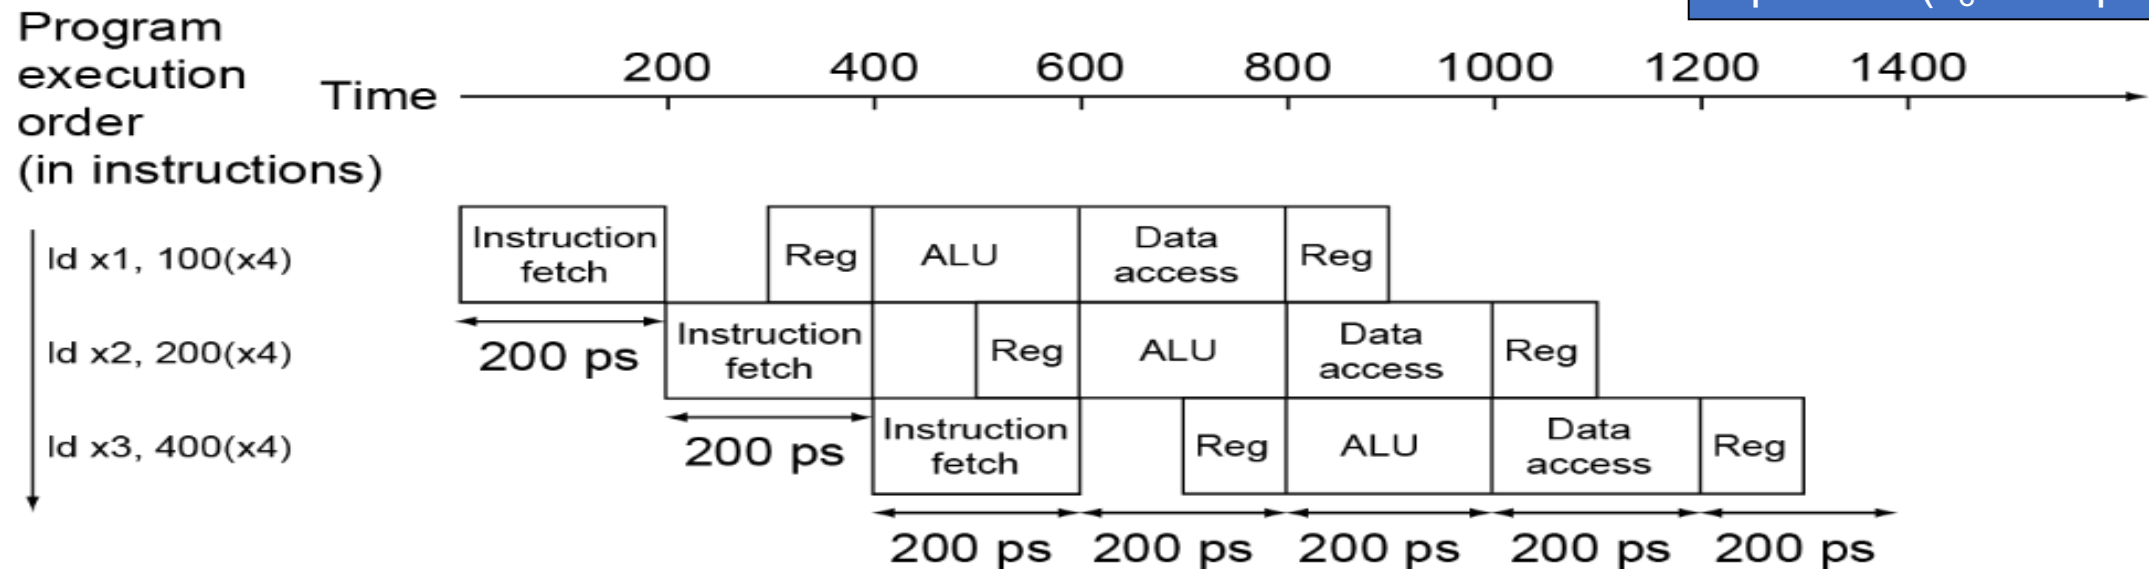 Program
execution
order
(in instructions)
Time
200 400 600 800 1000 1200 1400
ld x1, 100(x4)
Instruction
fetch
Reg
ALU
Data
access
Reg
200 ps
ld x2, 200(x4)
Instruction
fetch
Reg
ALU
Data
access
Reg
200 ps
ld x3, 400(x4)
Instruction
fetch
Reg
ALU
Data
access
Reg
200 ps 200 ps 200 ps 200 ps 200 ps